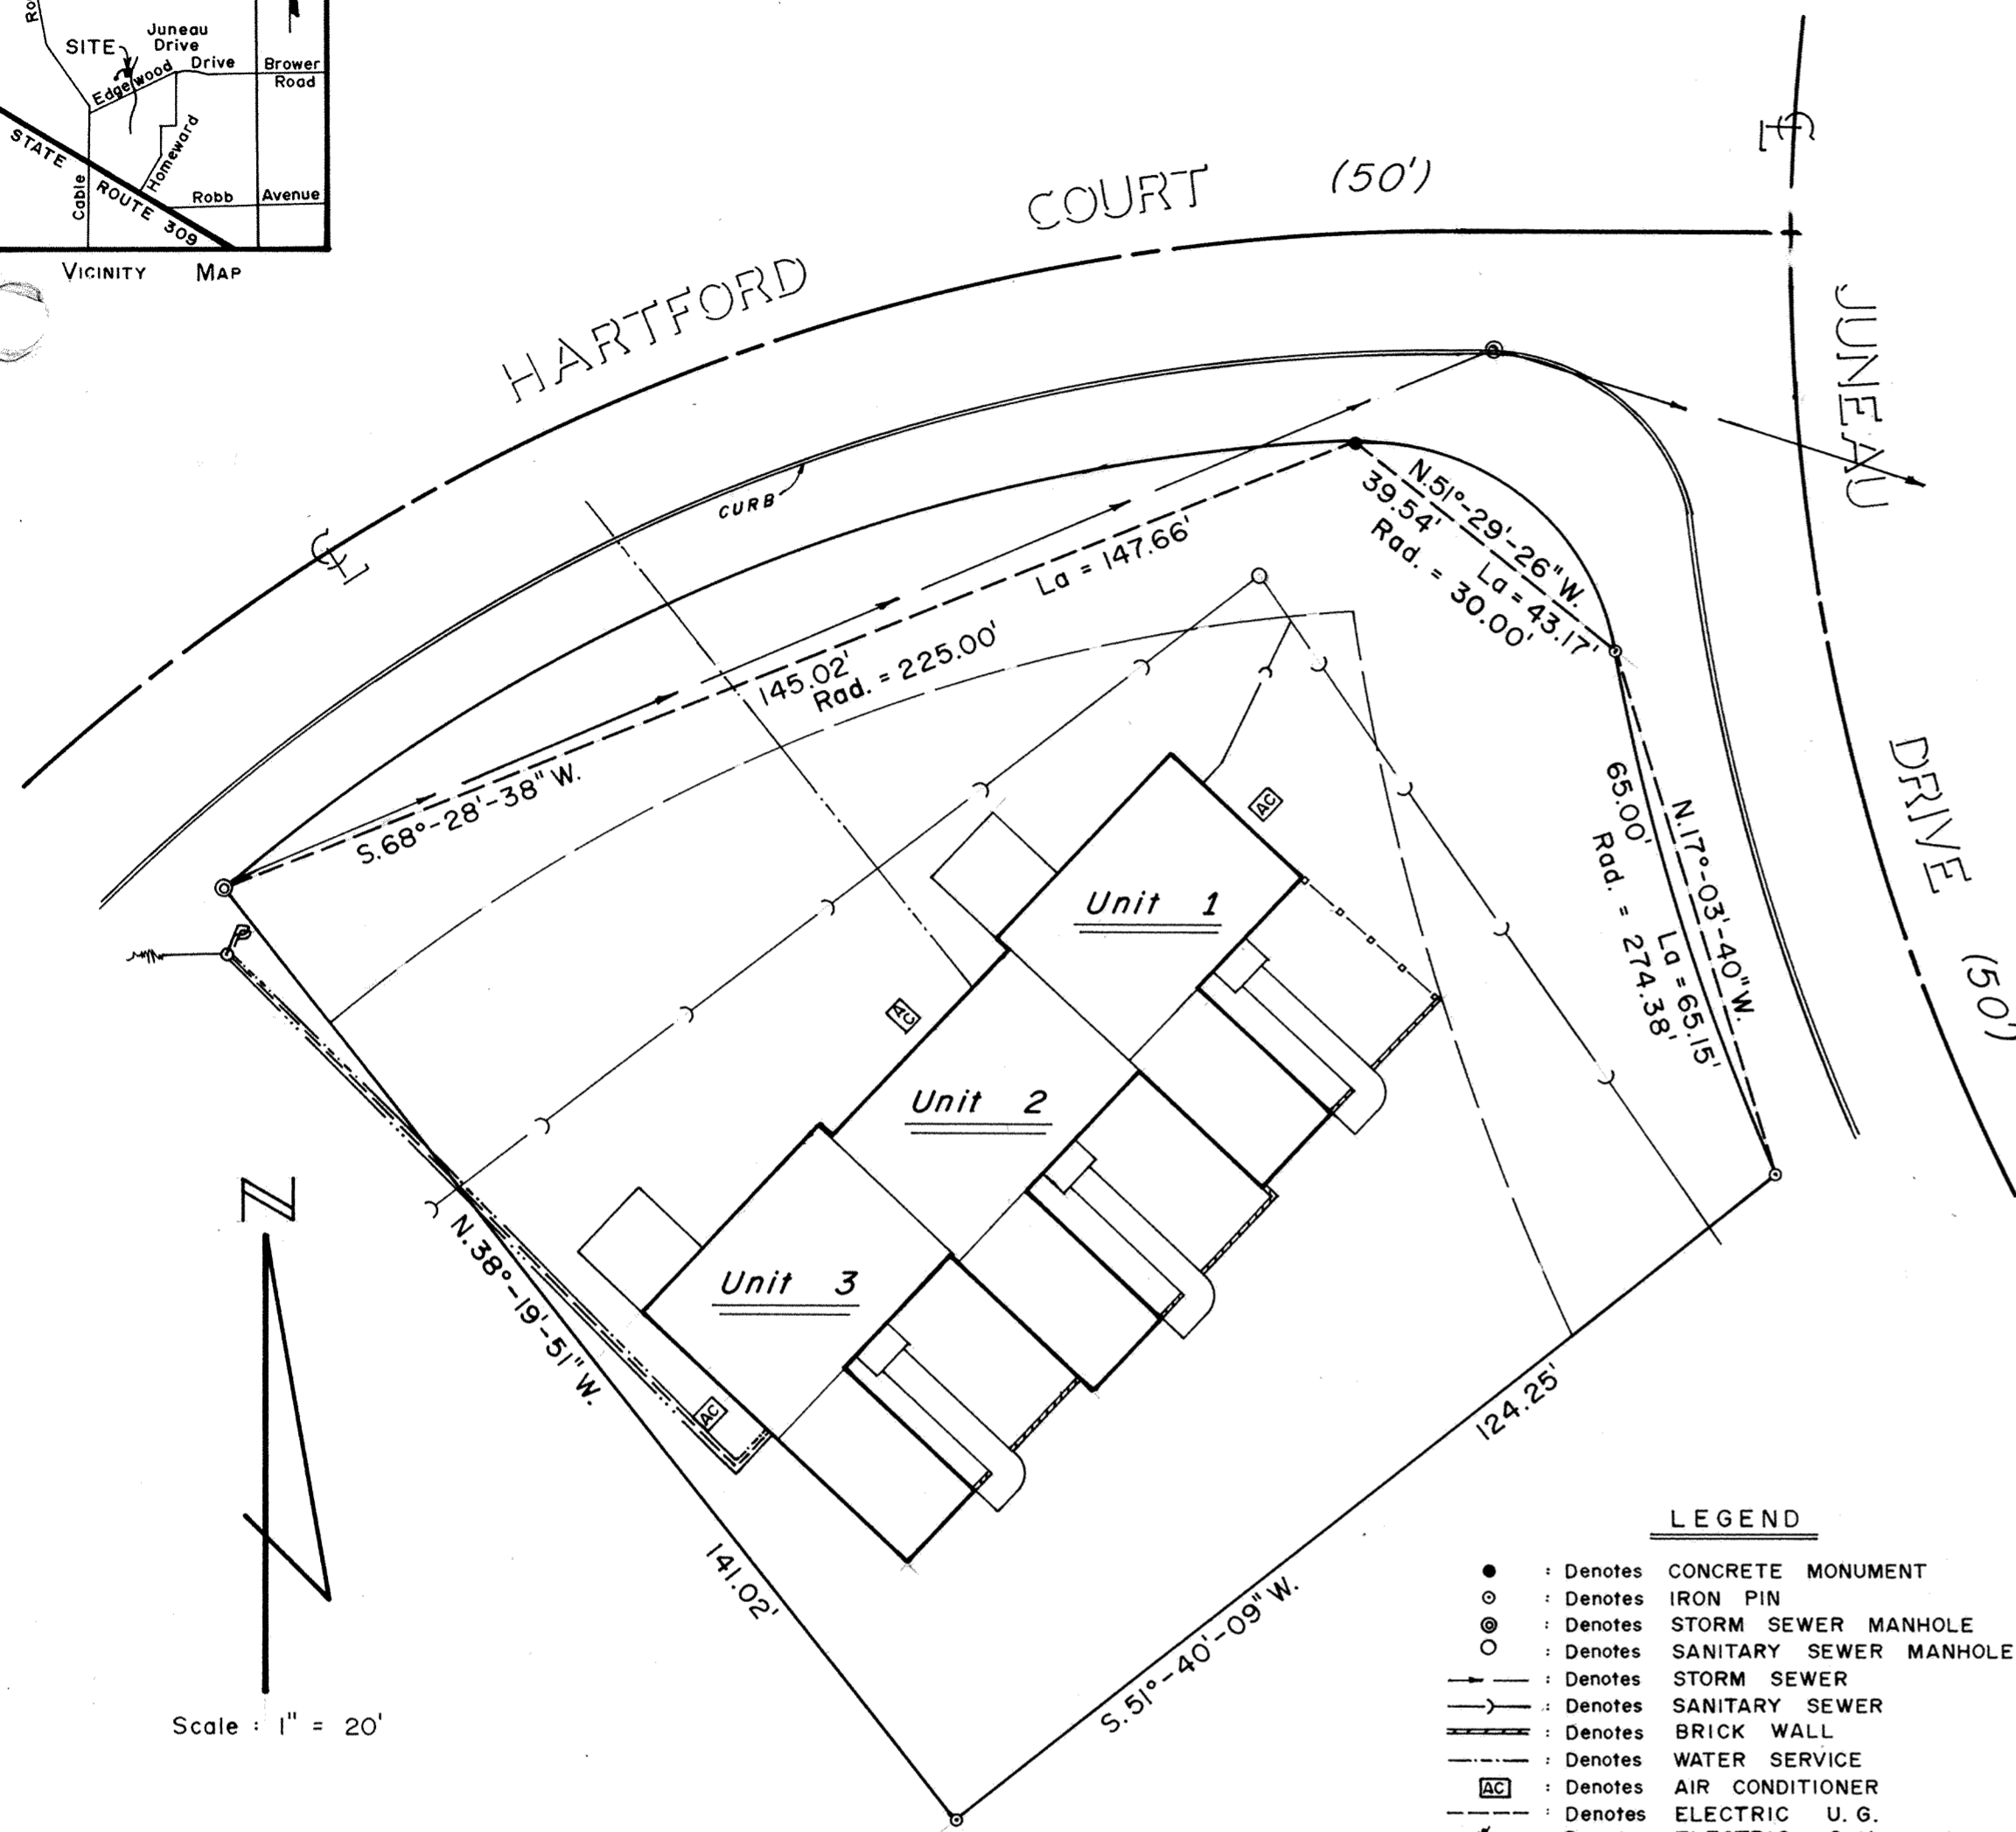 SITE
Juneau
Drive
Edgewood
Drive
Brower
Road
STATE ROUTE 309
Cable
Homeward
Robb Avenue
VICINITY MAP
HARTFORD COURT (50')
JUNEAU DRIVE (50')
CURB
N.51°-29'-26"W.
39.54' La = 43.17'
Rad. = 30.00'
La = 147.66'
145.02'
Rad. = 225.00'
S.68°-28'-38"W.
N.17°-03'-40"W.
65.00' La = 65.15'
Rad. = 274.38'
AC
Unit 1
AC
Unit 2
Unit 3
AC
N.38°-19'-51"W.
141.02'
124.25'
S.51°-40'-09"W.
N
Scale : 1" = 20'
LEGEND
: Denotes CONCRETE MONUMENT
: Denotes IRON PIN
: Denotes STORM SEWER MANHOLE
: Denotes SANITARY SEWER MANHOLE
: Denotes STORM SEWER
: Denotes SANITARY SEWER
: Denotes BRICK WALL
: Denotes WATER SERVICE
AC : Denotes AIR CONDITIONER
: Denotes ELECTRIC U.G.